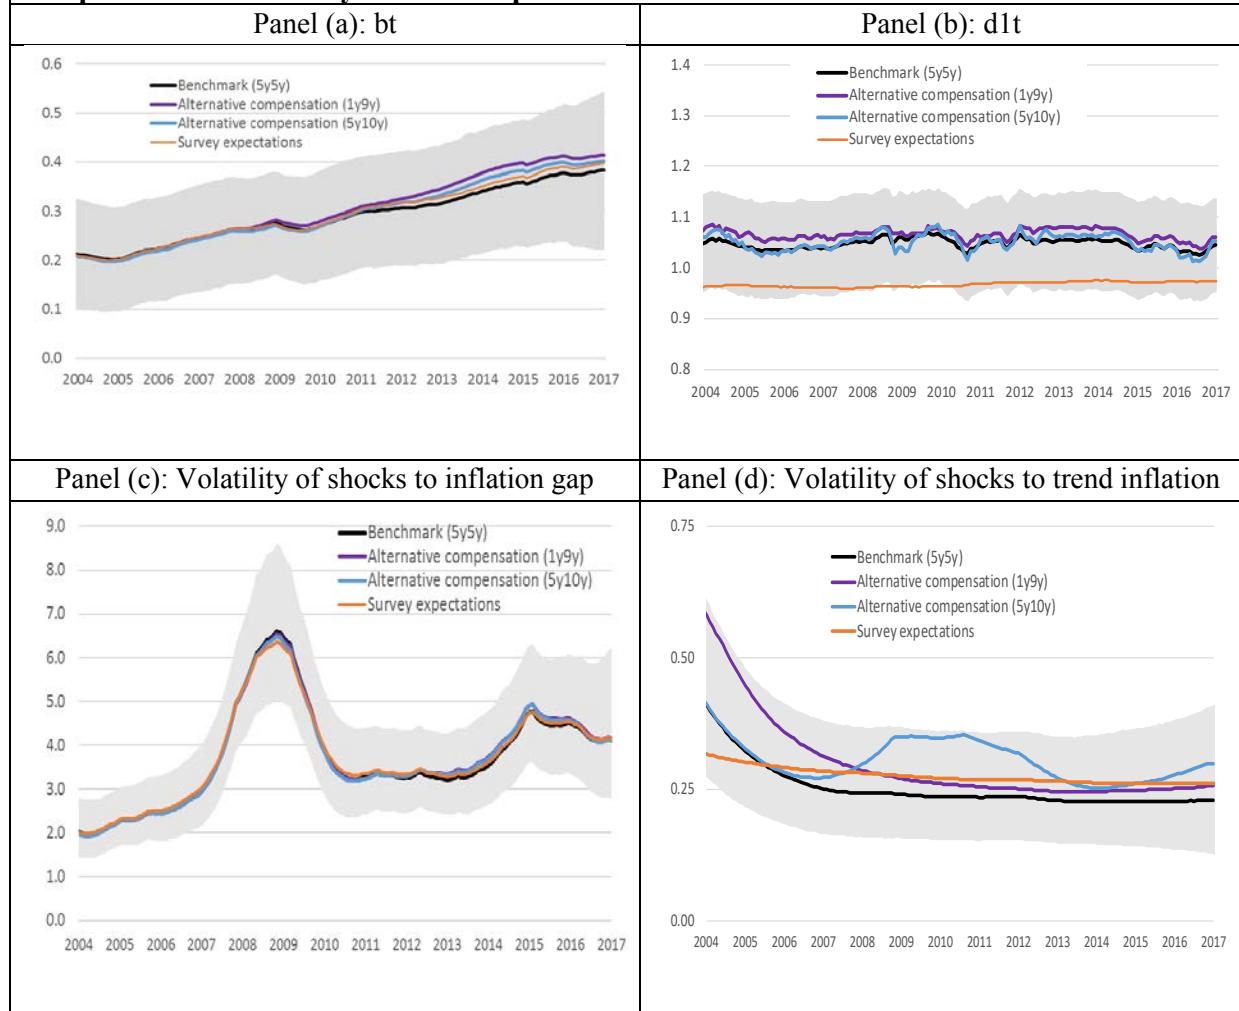 Panel (a): bt
Panel (b): d1t
0.6
0.5
0.4
0.3
0.2
0.1
0.0
Benchmark (5y5y)
Alternative compensation (1y9y)
Alternative compensation (5y10y)
Survey expectations
2004 2005 2006 2007 2008 2009 2010 2011 2012 2013 2014 2015 2016 2017
1.4
1.3
1.2
1.1
1.0
0.9
0.8
Benchmark (5y5y)
Alternative compensation (1y9y)
Alternative compensation (5y10y)
Survey expectations
2004 2005 2006 2007 2008 2009 2010 2011 2012 2013 2014 2015 2016 2017
Panel (c): Volatility of shocks to inflation gap
Panel (d): Volatility of shocks to trend inflation
9.0
8.0
7.0
6.0
5.0
4.0
3.0
2.0
1.0
0.0
Benchmark (5y5y)
Alternative compensation (1y9y)
Alternative compensation (5y10y)
Survey expectations
2004 2005 2006 2007 2008 2009 2010 2011 2012 2013 2014 2015 2016 2017
0.75
0.50
0.25
0.00
Benchmark (5y5y)
Alternative compensation (1y9y)
Alternative compensation (5y10y)
Survey expectations
2004 2005 2006 2007 2008 2009 2010 2011 2012 2013 2014 2015 2016 2017